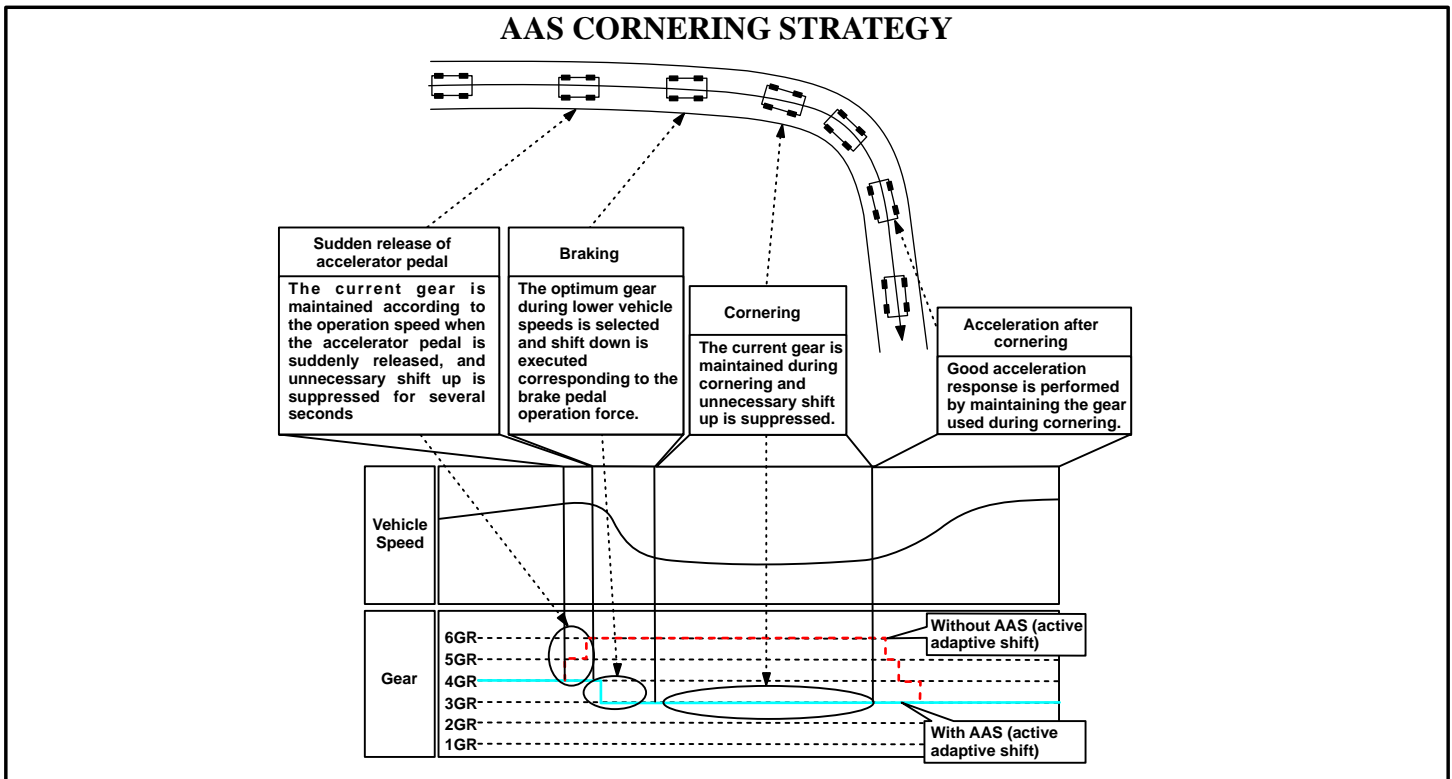 AAS CORNERING STRATEGY
Sudden release of
accelerator pedal
The current gear is
maintained according to
the operation speed when
the accelerator pedal is
suddenly released, and
unnecessary shift up is
suppressed for several
seconds
Braking
The optimum gear
during lower vehicle
speeds is selected
and shift down is
executed
corresponding to the
brake pedal
operation force.
Cornering
The current gear is
maintained during
cornering and
unnecessary shift
up is suppressed.
Acceleration after
cornering
Good acceleration
response is performed
by maintaining the gear
used during cornering.
Vehicle
Speed
Gear
6GR
5GR
4GR
3GR
2GR
1GR
Without AAS (active
adaptive shift)
With AAS (active
adaptive shift)